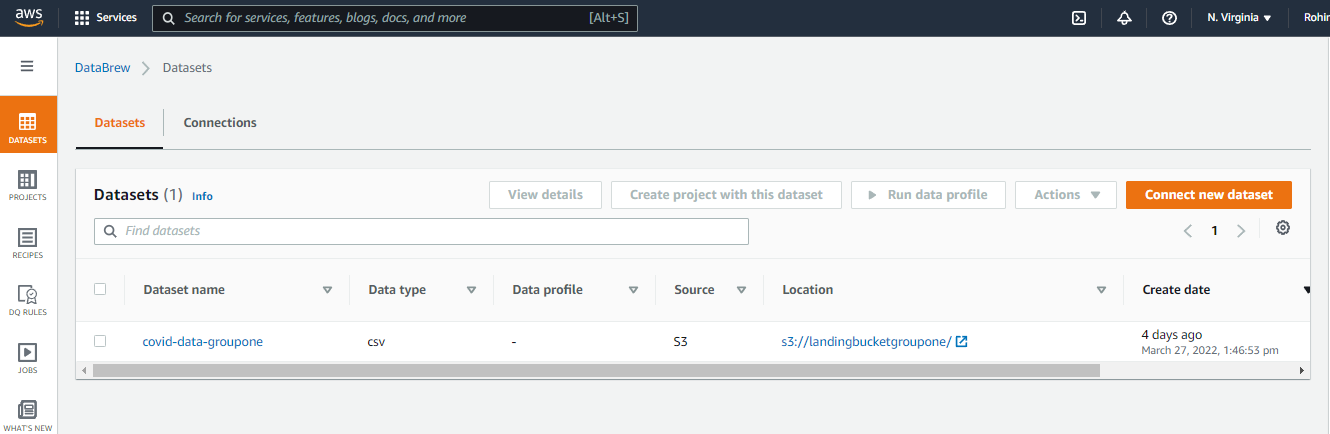 aws Services Search for services, features, blogs, docs, and more [Alt+S] N. Virginia
DataBrew Datasets
Datasets Connections
DATASETS
PROJECTS
RECIPES
DQ RULES
JOBS
WHAT'S NEW
Datasets (1) Info View details Create project with this dataset Run data profile Actions Connect new dataset
Find datasets 1
Dataset name Data type Data profile Source Location Create date
covid-data-groupone csv - S3 s3://landingbucketgroupone/ 4 days ago
March 27, 2022, 1:46:53 pm